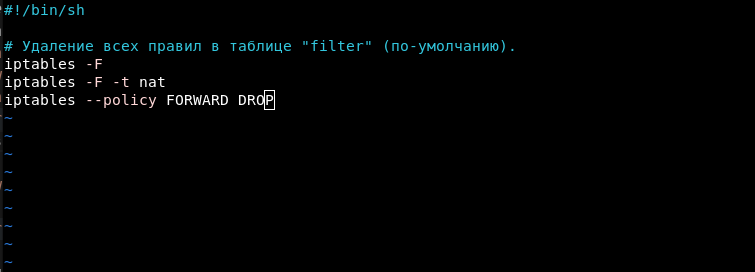 #!/bin/sh
# Удаление всех правил в таблице "filter" (по-умолчанию).
iptables -F
iptables -F -t nat
iptables --policy FORWARD DROP
~
~
~
~
~
~
~
~
~